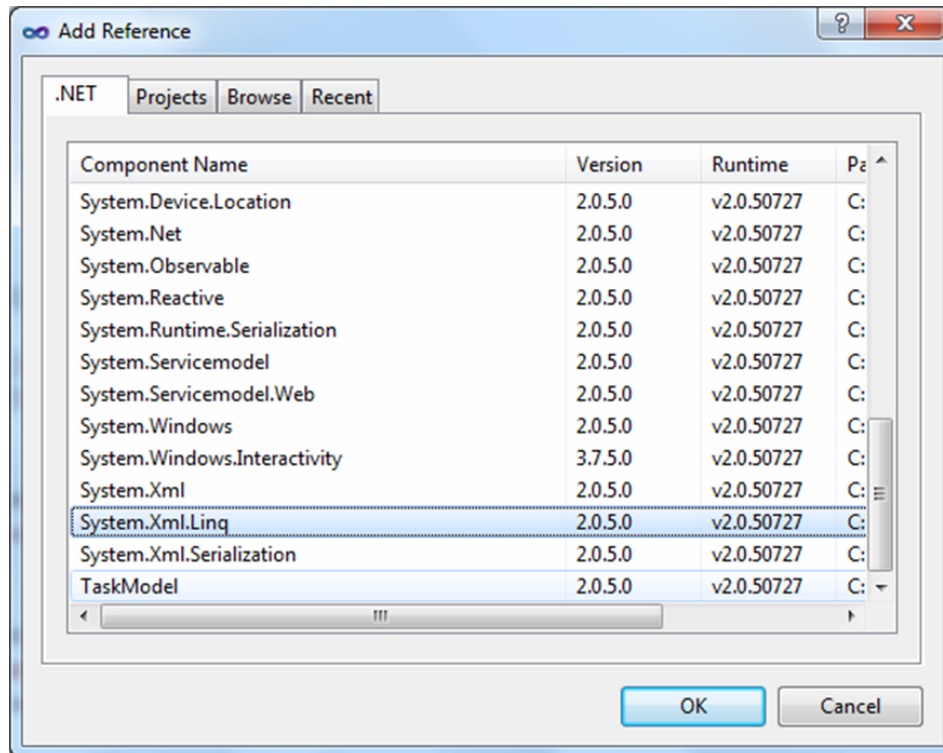 Add Reference
.NET Projects Browse Recent
Component Name Version Runtime Pa
System.Device.Location 2.0.5.0 v2.0.50727 C:
System.Net 2.0.5.0 v2.0.50727 C:
System.Observable 2.0.5.0 v2.0.50727 C:
System.Reactive 2.0.5.0 v2.0.50727 C:
System.Runtime.Serialization 2.0.5.0 v2.0.50727 C:
System.Servicemodel 2.0.5.0 v2.0.50727 C:
System.Servicemodel.Web 2.0.5.0 v2.0.50727 C:
System.Windows 2.0.5.0 v2.0.50727 C:
System.Windows.Interactivity 3.7.5.0 v2.0.50727 C:
System.Xml 2.0.5.0 v2.0.50727 C:
System.Xml.Linq 2.0.5.0 v2.0.50727 C:
System.Xml.Serialization 2.0.5.0 v2.0.50727 C:
TaskModel 2.0.5.0 v2.0.50727 C:
OK Cancel